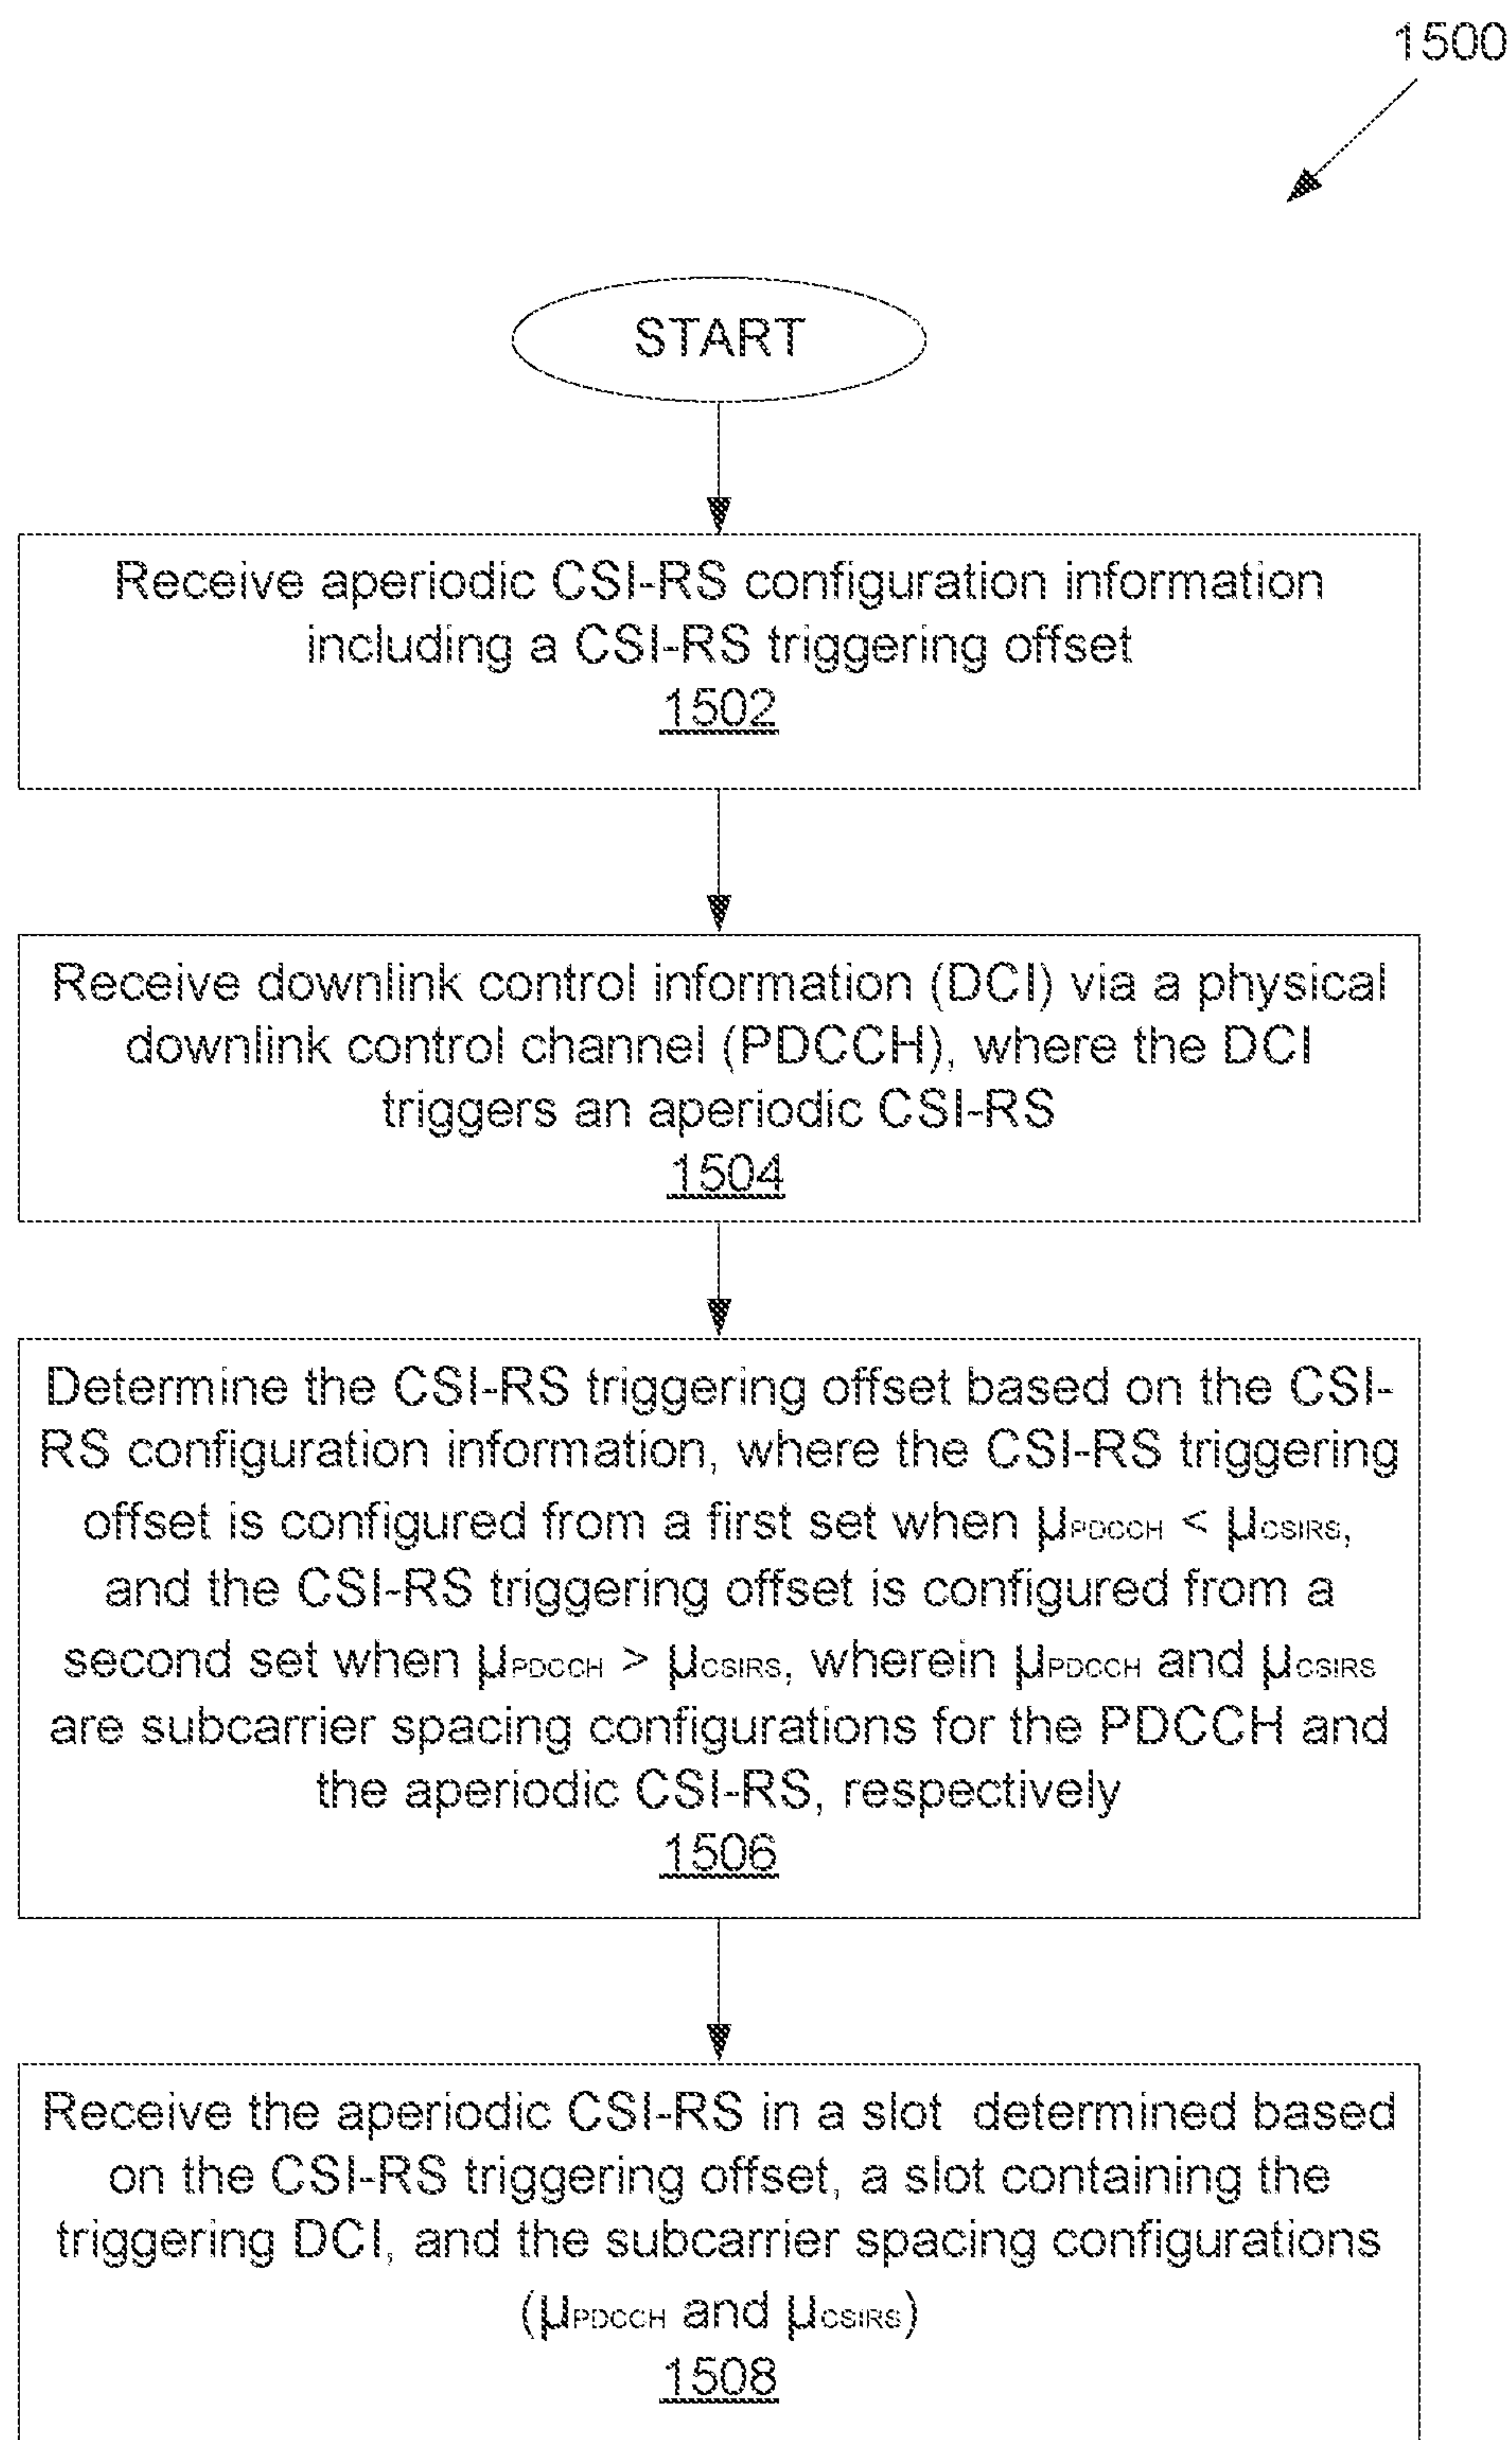 1500
START
Receive aperiodic CSI-RS configuration information
including a CSI-RS triggering offset
1502
Receive downlink control information (DCI) via a physical
downlink control channel (PDCCH), where the DCI
triggers an aperiodic CSI-RS
1504
Determine the CSI-RS triggering offset based on the CSI-
RS configuration information, where the CSI-RS triggering
offset is configured from a first set when μPDCCH < μCSIRS,
and the CSI-RS triggering offset is configured from a
second set when μPDCCH > μCSIRS, wherein μPDCCH and μCSIRS
are subcarrier spacing configurations for the PDCCH and
the aperiodic CSI-RS, respectively
1506
Receive the aperiodic CSI-RS in a slot determined based
on the CSI-RS triggering offset, a slot containing the
triggering DCI, and the subcarrier spacing configurations
(μPDCCH and μCSIRS)
1508